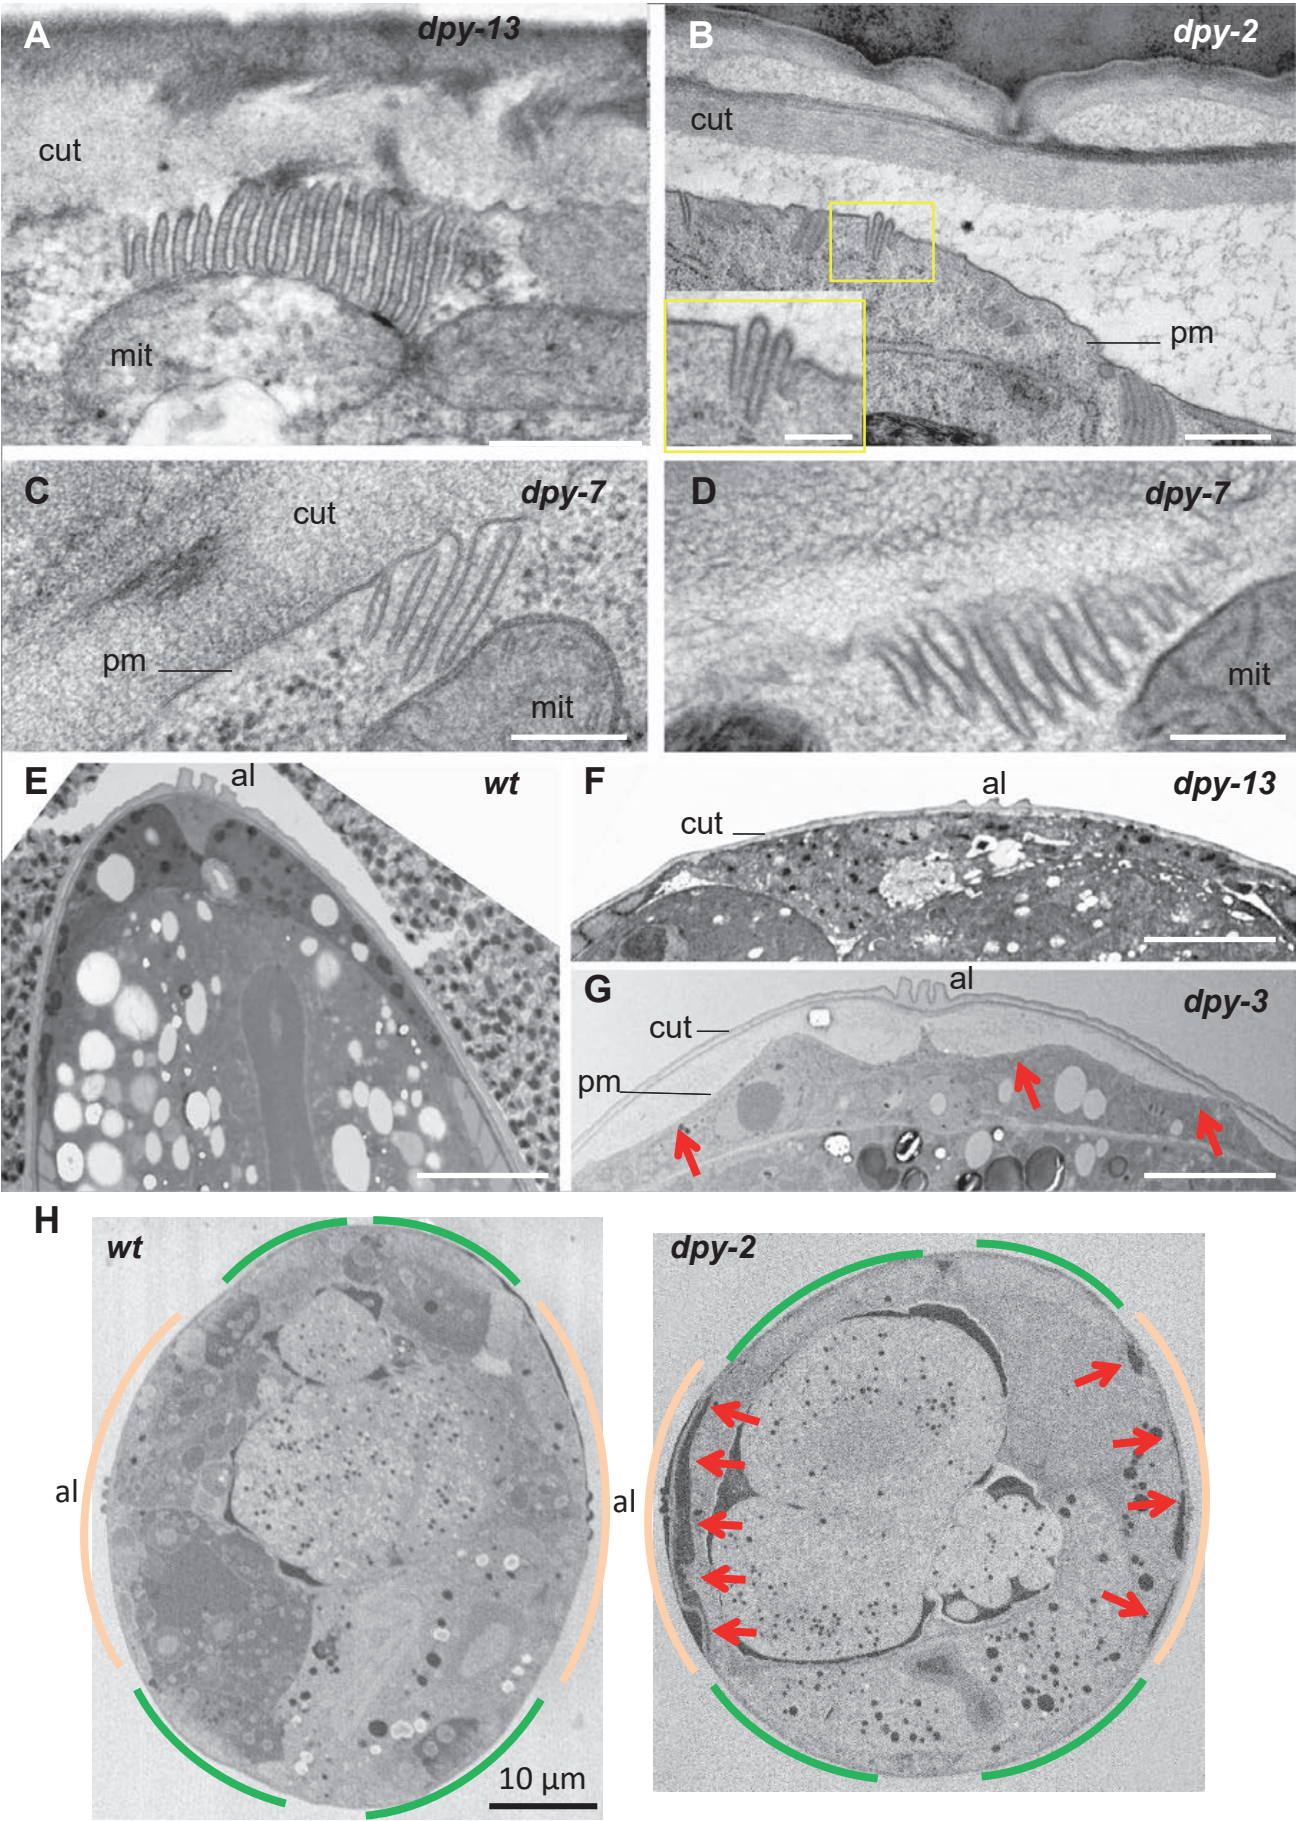 A dpy-13
cut
mit
B dpy-2
cut
pm
C dpy-7
cut
pm
mit
D dpy-7
mit
E al wt
F al dpy-13
cut
G al dpy-3
cut
pm
H
wt
al
10 µm
dpy-2
al